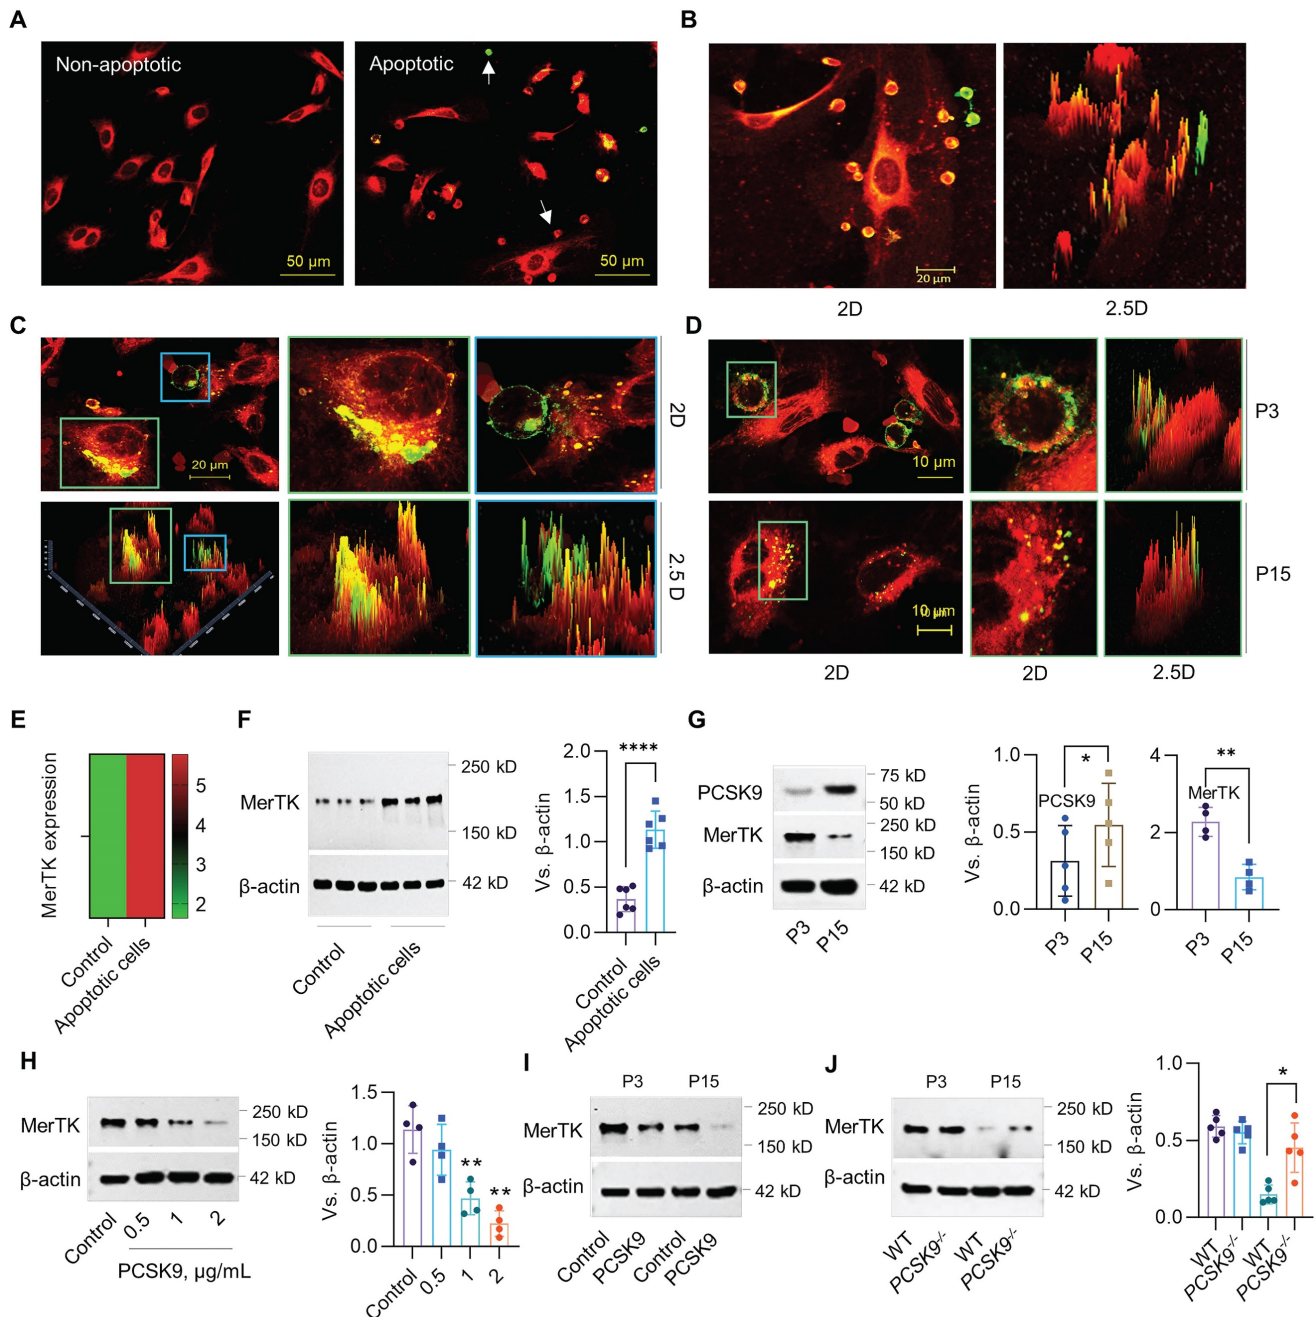 A
Non-apoptotic
50 µm
Apoptotic
50 µm
B
20 µm
2D
2.5D
C
20 µm
2D
2.5 D
D
10 µm
P3
10 µm
P15
2D
2D
2.5D
E
MerTK expression
5
4
3
2
Control
Apoptotic cells
F
MerTK
β-actin
250 kD
150 kD
42 kD
Control
Apoptotic cells
Vs. β-actin
2.0
1.5
1.0
0.5
0.0
****
Control
Apoptotic cells
G
PCSK9
MerTK
β-actin
75 kD
50 kD
250 kD
150 kD
42 kD
P3
P15
Vs. β-actin
1.0
0.5
0.0
*
PCSK9
P3
P15
4
2
0
**
MerTK
P3
P15
H
MerTK
β-actin
250 kD
150 kD
42 kD
Control
0.5
1
2
PCSK9, µg/mL
Vs. β-actin
1.5
1.0
0.5
0.0
**
**
Control
0.5
1
2
I
P3
P15
MerTK
β-actin
250 kD
150 kD
42 kD
Control
PCSK9
Control
PCSK9
J
P3
P15
MerTK
β-actin
250 kD
150 kD
42 kD
WT
PCSK9-/-
WT
PCSK9-/-
Vs. β-actin
1.0
0.5
0.0
*
WT
PCSK9-/-
WT
PCSK9-/-